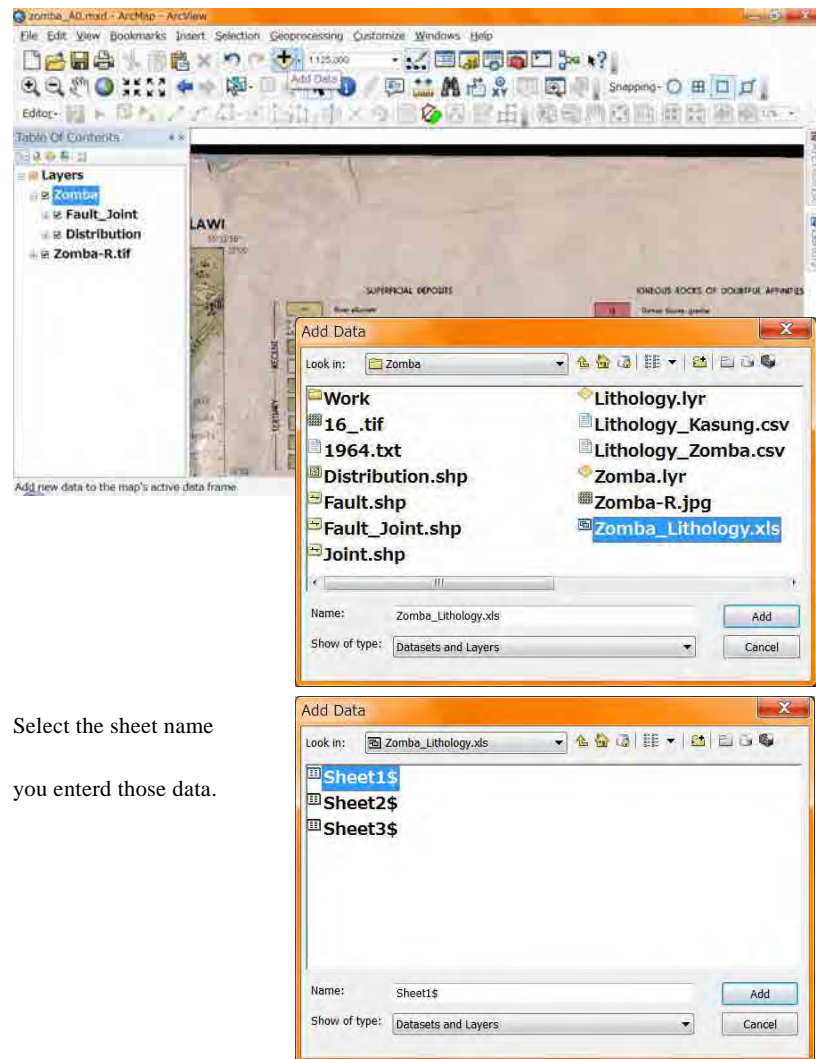 zomba_A0.mxd - ArcMap - ArcView
File Edit View Bookmarks Insert Selection Geoprocessing Customize Windows Help
1:125,000
Add Data
Snapping-
Editor-
Table Of Contents
Layers
Zomba
Fault_Joint
Distribution
Zomba-R.tif
LAWI
SUPERFICIAL DEPOSITS
IGNEOUS ROCKS OF DOUBTFUL AFFINITIES
River alluvium
RECENT
TERTIARY
Add new data to the map's active data frame
Add Data
Look in: Zomba
Work
16_.tif
1964.txt
Distribution.shp
Fault.shp
Fault_Joint.shp
Joint.shp
Lithology.lyr
Lithology_Kasung.csv
Lithology_Zomba.csv
Zomba.lyr
Zomba-R.jpg
Zomba_Lithology.xls
Name: Zomba_Lithology.xls Add
Show of type: Datasets and Layers Cancel
Select the sheet name
you enterd those data.
Add Data
Look in: Zomba_Lithology.xls
Sheet1$
Sheet2$
Sheet3$
Name: Sheet1$ Add
Show of type: Datasets and Layers Cancel